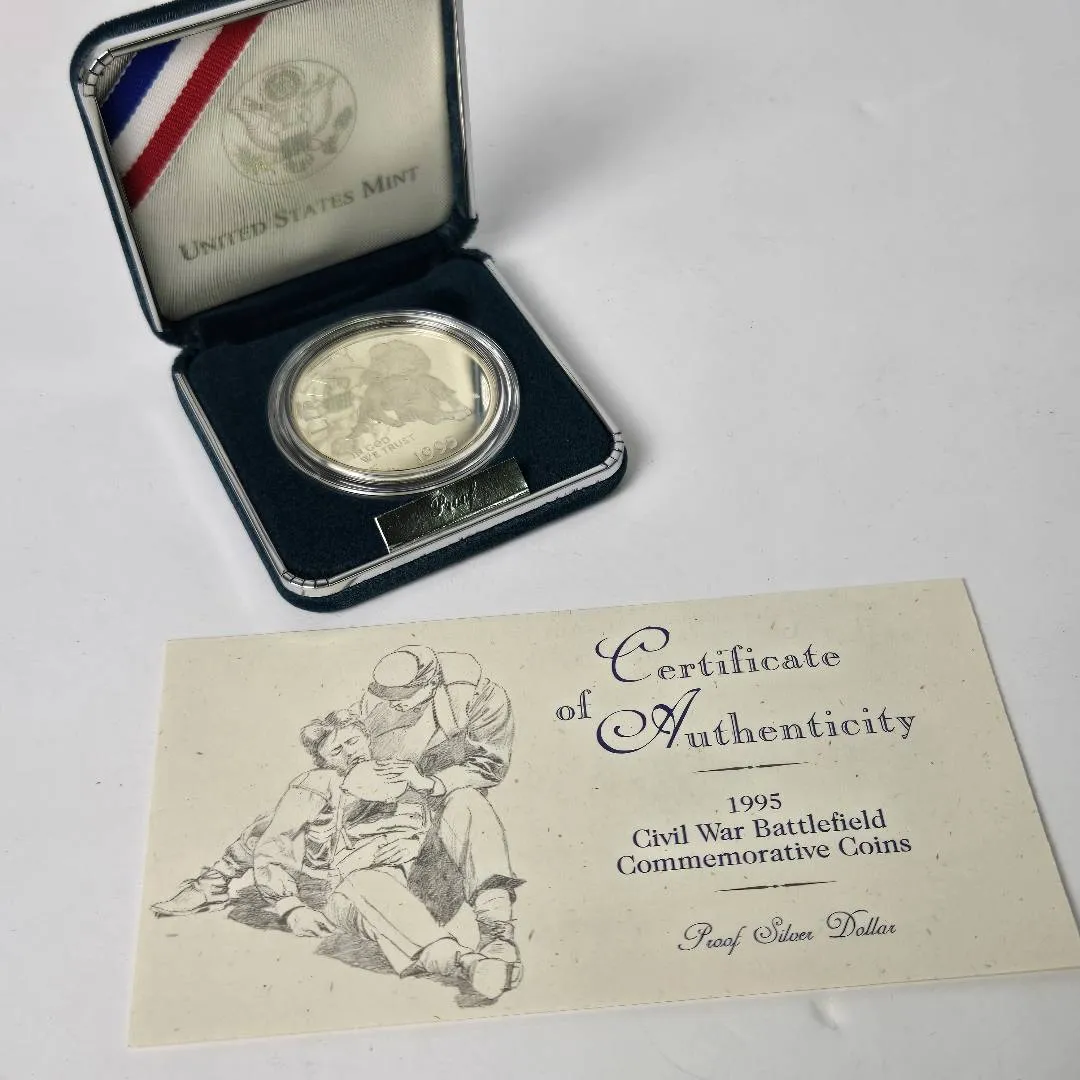 UNITED STATES MINT
IN GOD
WE TRUST
1995
Proof
Certificate
of Authenticity
1995
Civil War Battlefield
Commemorative Coins
Proof Silver Dollar